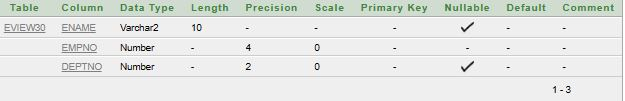 Table Column Data Type Length Precision Scale Primary Key Nullable Default Comment
EVIEW30 ENAME Varchar2 10 - - - ✓ - -
EMPNO Number - 4 0 - - - -
DEPTNO Number - 2 0 - ✓ - -
1 - 3